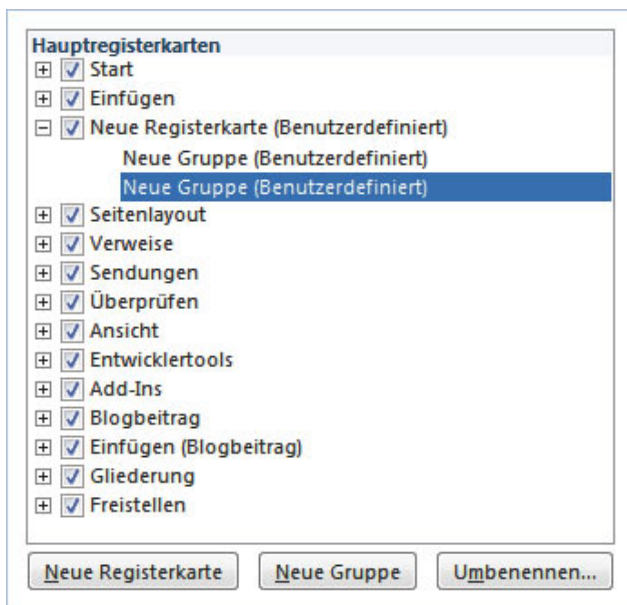 Hauptregisterkarten
Start
Einfügen
Neue Registerkarte (Benutzerdefiniert)
Neue Gruppe (Benutzerdefiniert)
Neue Gruppe (Benutzerdefiniert)
Seitenlayout
Verweise
Sendungen
Überprüfen
Ansicht
Entwicklertools
Add-Ins
Blogbeitrag
Einfügen (Blogbeitrag)
Gliederung
Freistellen
Neue Registerkarte Neue Gruppe Umbenennen...